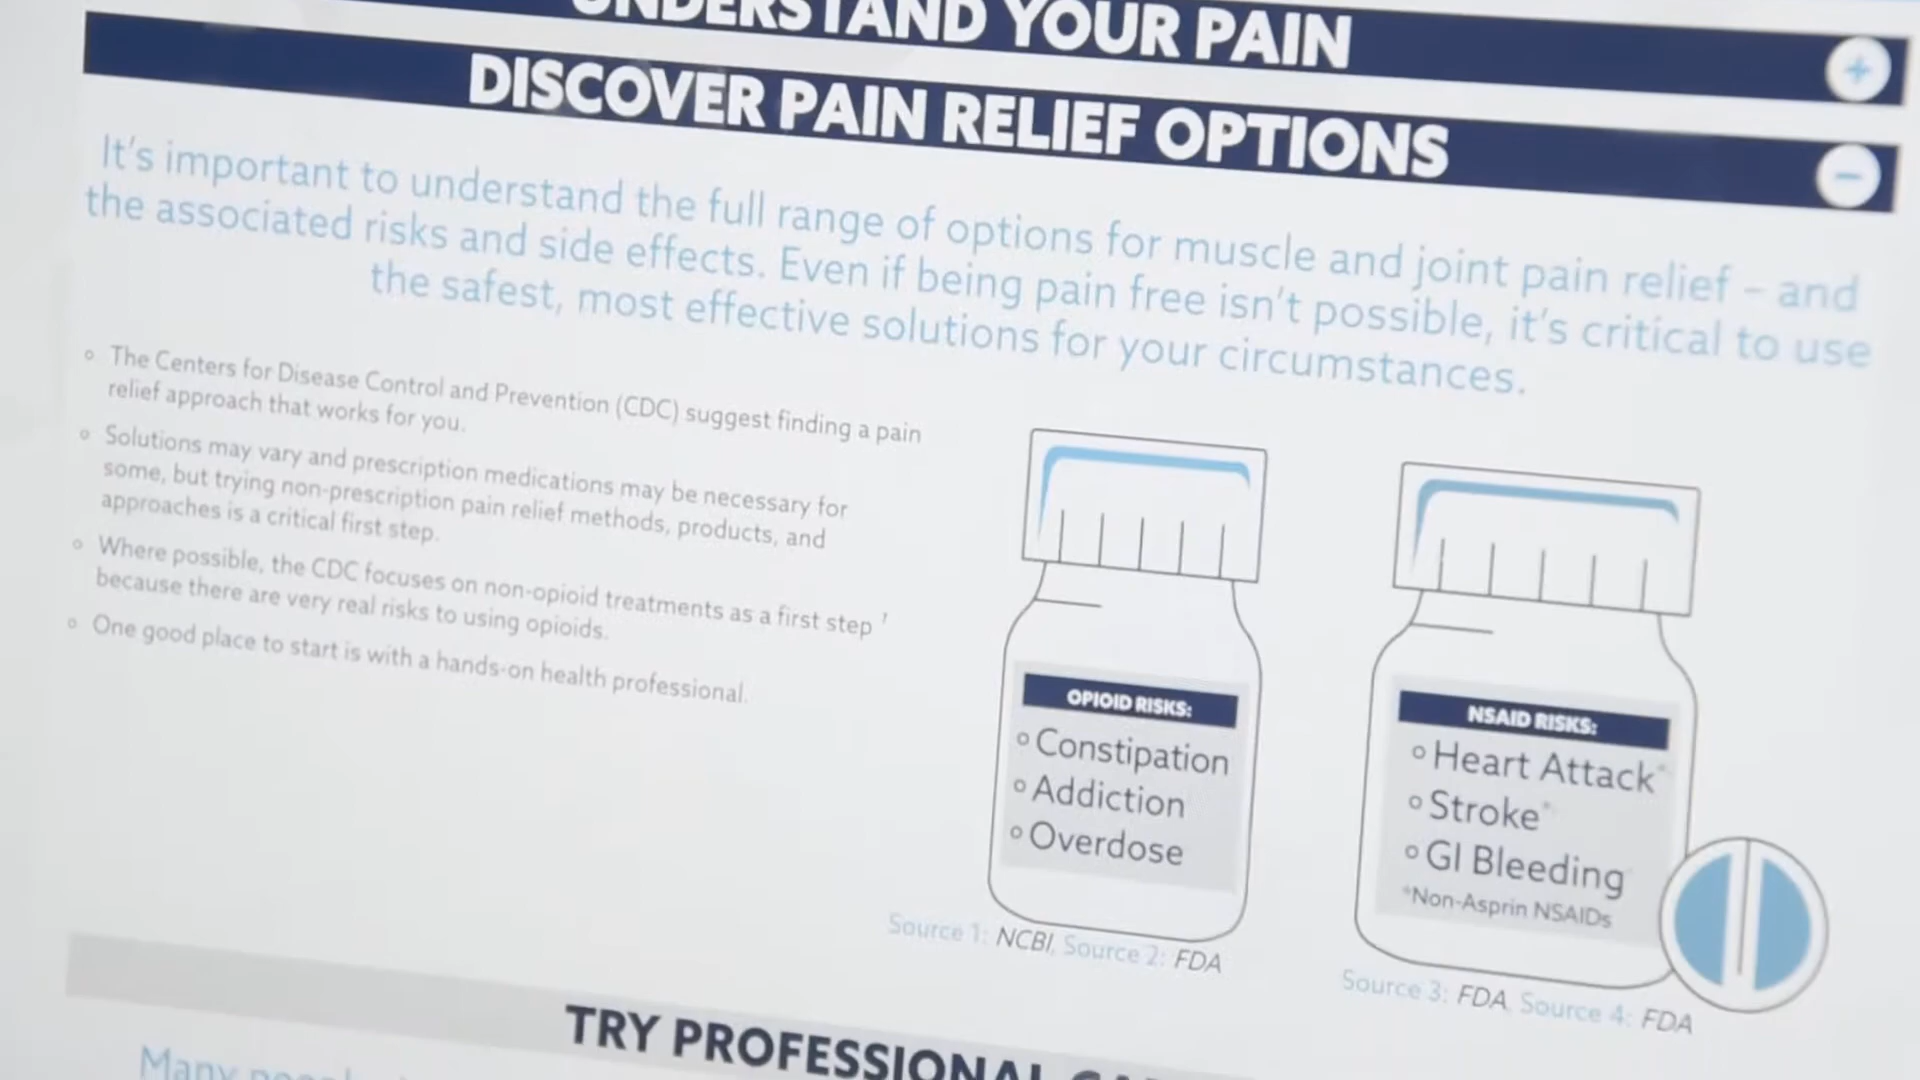 UNDERSTAND YOUR PAIN
DISCOVER PAIN RELIEF OPTIONS
It's important to understand the full range of options for muscle and joint pain relief – and
the associated risks and side effects. Even if being pain free isn't possible, it's critical to use
the safest, most effective solutions for your circumstances.
The Centers for Disease Control and Prevention (CDC) suggest finding a pain
relief approach that works for you.
Solutions may vary and prescription medications may be necessary for
some, but trying non-prescription pain relief methods, products, and
approaches is a critical first step.
Where possible, the CDC focuses on non-opioid treatments as a first step 1
because there are very real risks to using opioids.
One good place to start is with a hands-on health professional.
OPIOID RISKS:
Constipation
Addiction
Overdose
Source 1: NCBI, Source 2: FDA
NSAID RISKS:
Heart Attack*
Stroke*
GI Bleeding
*Non-Asprin NSAIDs
Source 3: FDA, Source 4: FDA
TRY PROFESSIONAL
Many